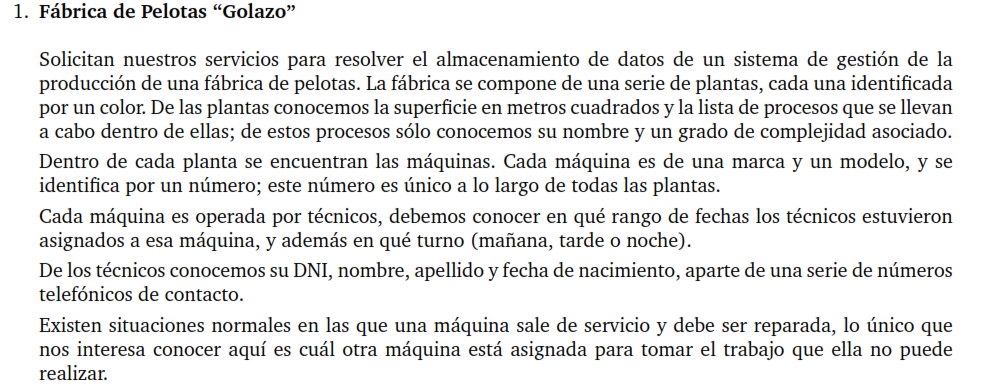 1. Fábrica de Pelotas “Golazo”
Solicitan nuestros servicios para resolver el almacenamiento de datos de un sistema de gestión de la
producción de una fábrica de pelotas. La fábrica se compone de una serie de plantas, cada una identificada
por un color. De las plantas conocemos la superficie en metros cuadrados y la lista de procesos que se llevan
a cabo dentro de ellas; de estos procesos sólo conocemos su nombre y un grado de complejidad asociado.
Dentro de cada planta se encuentran las máquinas. Cada máquina es de una marca y un modelo, y se
identifica por un número; este número es único a lo largo de todas las plantas.
Cada máquina es operada por técnicos, debemos conocer en qué rango de fechas los técnicos estuvieron
asignados a esa máquina, y además en qué turno (mañana, tarde o noche).
De los técnicos conocemos su DNI, nombre, apellido y fecha de nacimiento, aparte de una serie de números
telefónicos de contacto.
Existen situaciones normales en las que una máquina sale de servicio y debe ser reparada, lo único que
nos interesa conocer aquí es cuál otra máquina está asignada para tomar el trabajo que ella no puede
realizar.